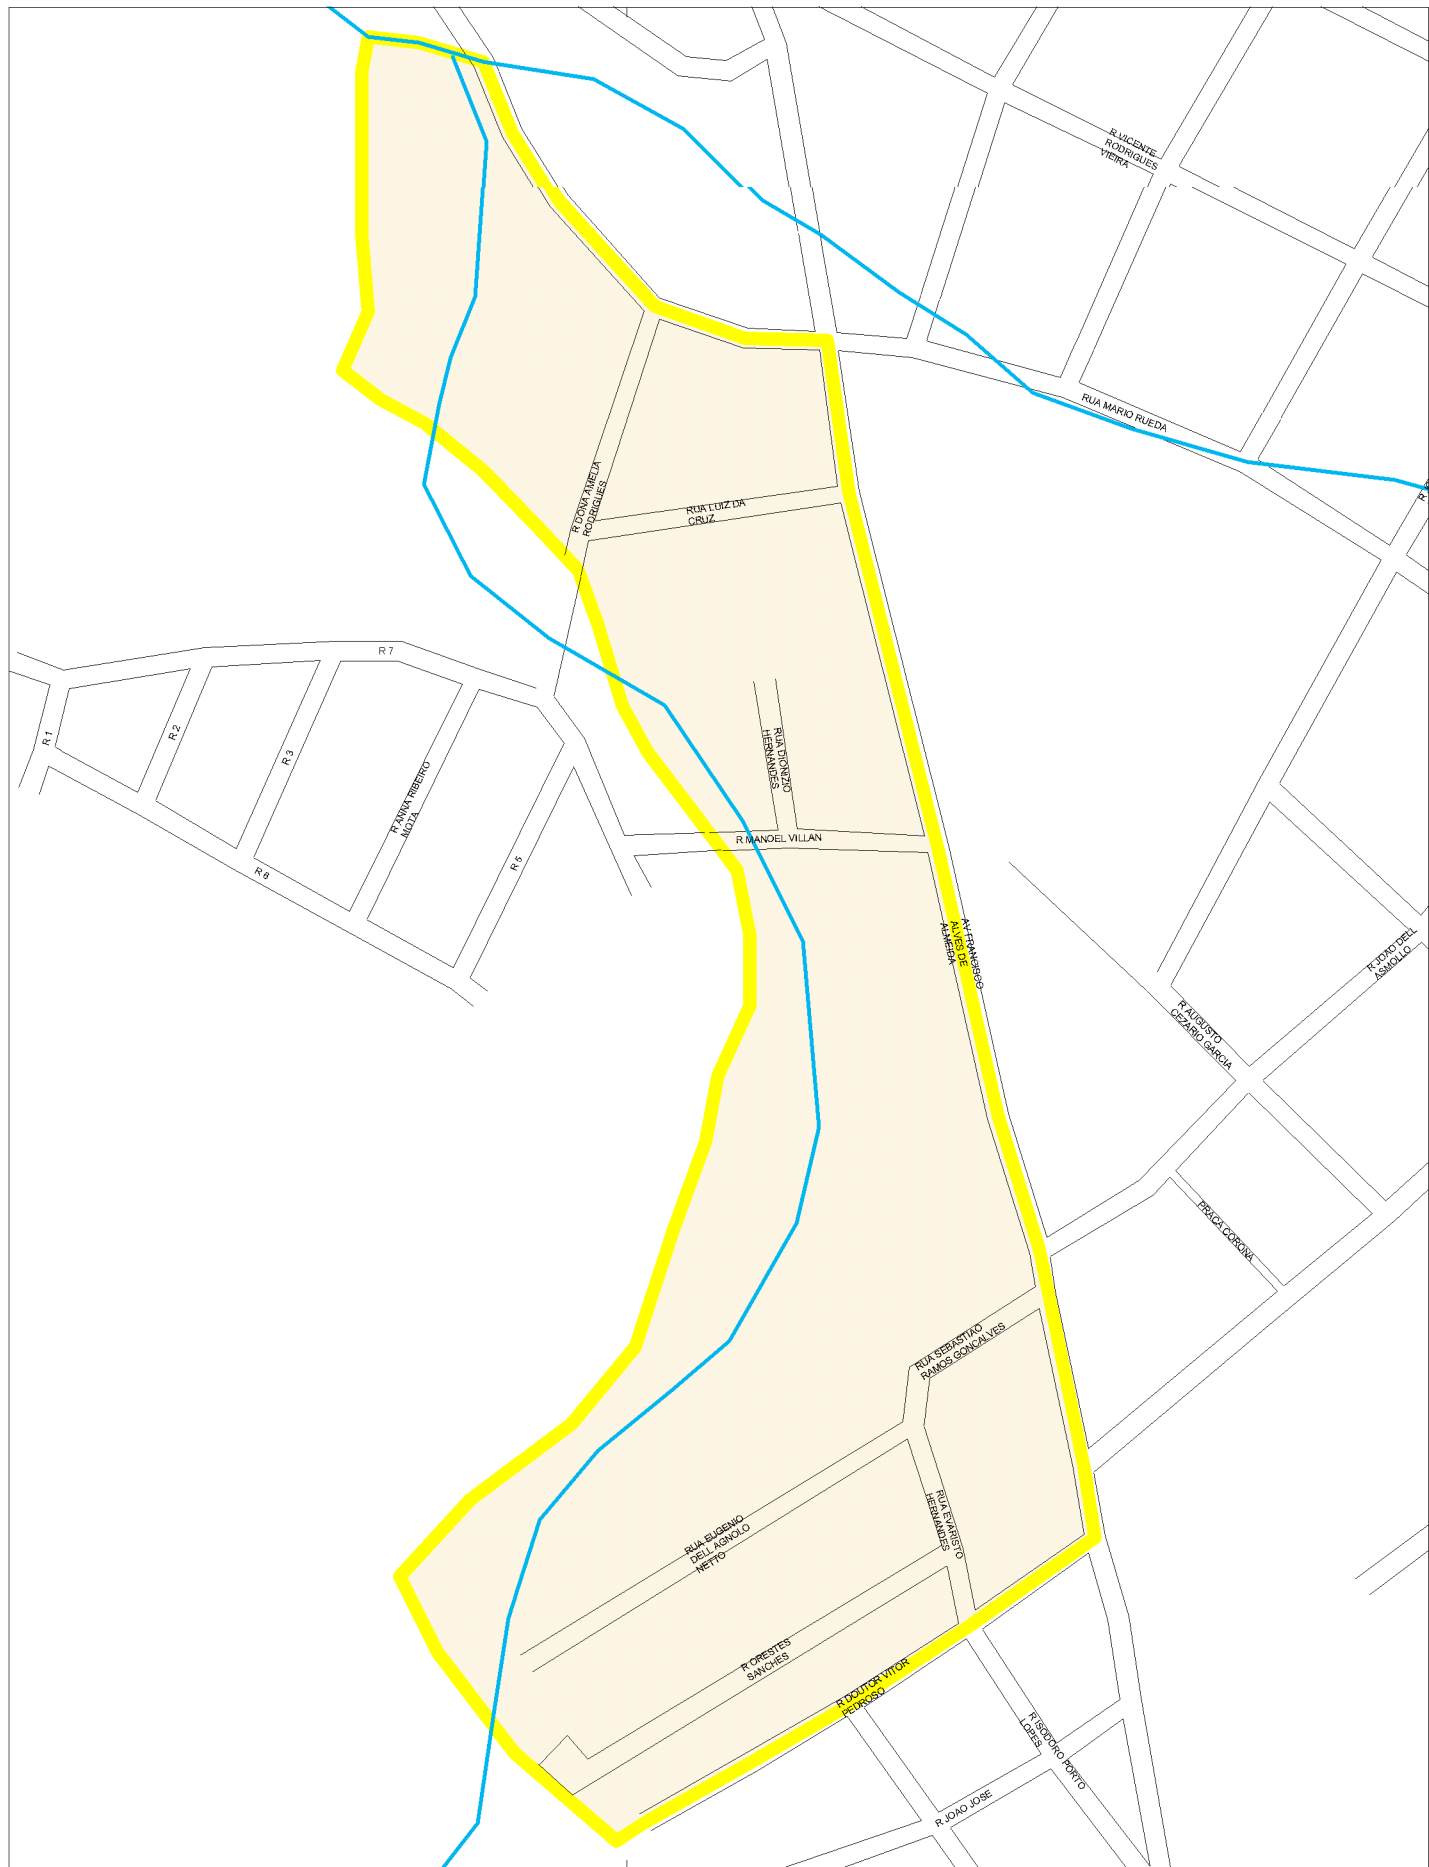 R.VICENTE
RODRIGUES
VIEIRA
RUA MARIO RUEDA
R DONA AMELIA
RODRIGUES
RUA LUIZ DA
CRUZ
R
R 7
R 1
R 2
R 3
R ANNA RIBEIRO
MOTA
R 5
R 8
RUA DIONIZIO
HERNANDES
R MANOEL VILLAN
AV FRANCISCO
ALVES DE
ALMEIDA
R JOAO DELL
ASMOLLO
R AUGUSTO
CEZARIO GARCIA
PRACA CORONA
RUA SEBASTIAO
RAMOS GONCALVES
RUA EUGENIO
DELL AGNOLO
NETTO
RUA EVARISTO
HERNANDES
R ORESTES
SANCHES
R DOUTOR VITOR
PEDROSO
R ISODORO PORTO
LOPES
R JOAO JOSE